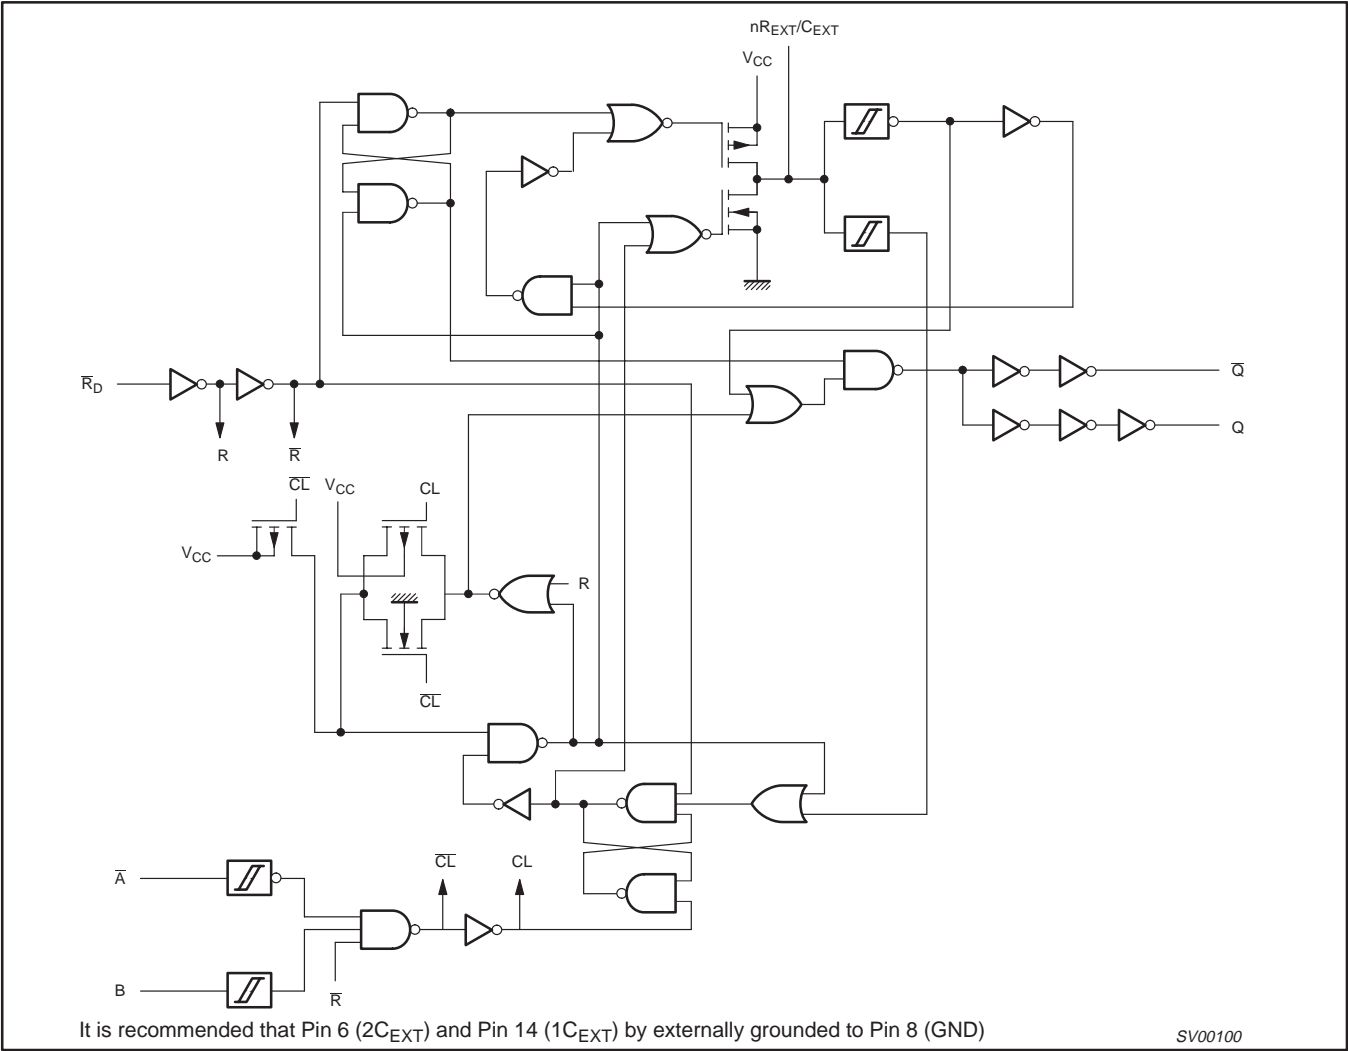 nR_EXT/C_EXT
V_CC
R̅_D
Q̅
Q
R
R̅
C̅L̅
V_CC
CL
V_CC
R
C̅L̅
A̅
C̅L̅
CL
B
R̅
It is recommended that Pin 6 (2C_EXT) and Pin 14 (1C_EXT) by externally grounded to Pin 8 (GND)
SV00100